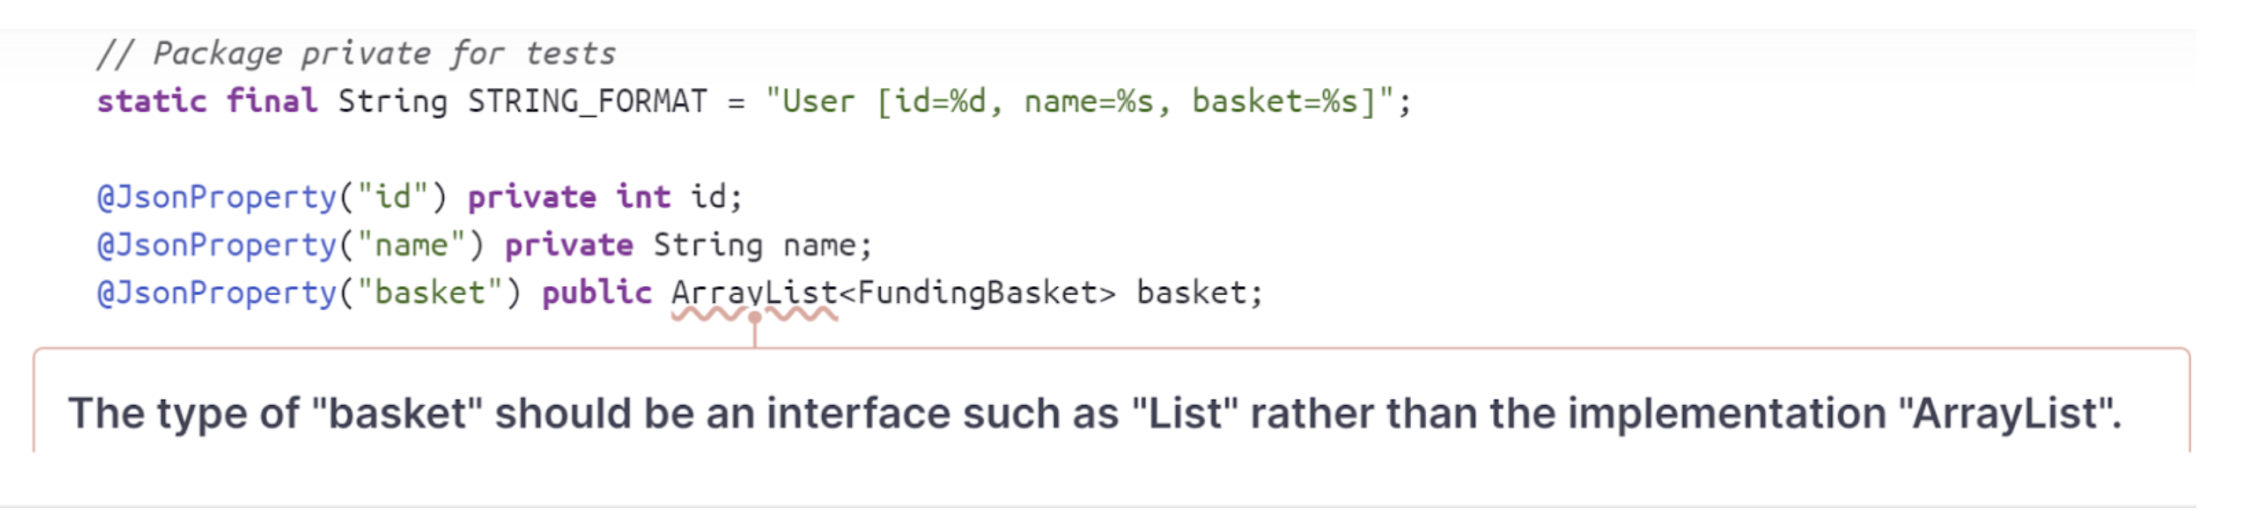 // Package private for tests
static final String STRING_FORMAT = "User [id=%d, name=%s, basket=%s]";
@JsonProperty("id") private int id;
@JsonProperty("name") private String name;
@JsonProperty("basket") public ArrayList<FundingBasket> basket;
The type of "basket" should be an interface such as "List" rather than the implementation "ArrayList".